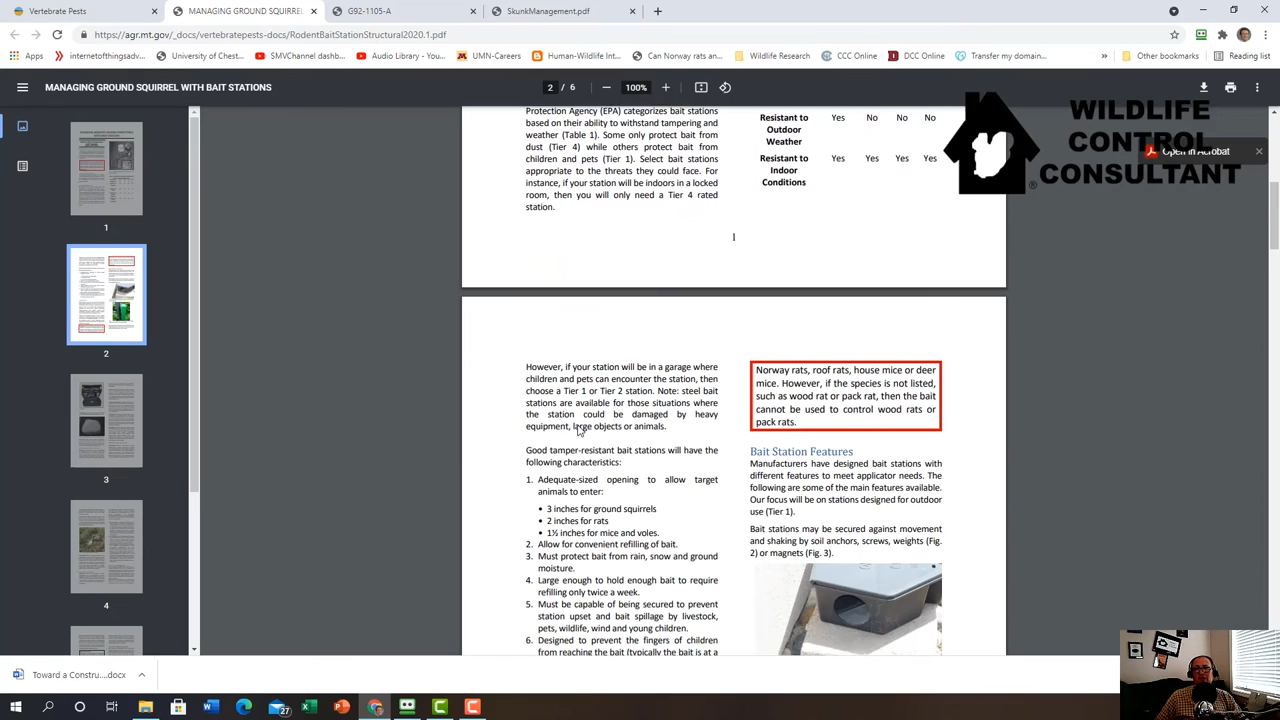 Vertebrate Pests
MANAGING GROUND SQUIRREL
G92-1105-A
SkunkManagement.pdf
https://agr.mt.gov/_docs/vertebratepests-docs/RodentBaitStationStructural2020.1.pdf
Apps
internetofthingsadv...
University of Chest...
SMVChannel dashb...
Audio Library - You...
UMN-Careers
Human-Wildlife Int...
Can Norway rats an...
Wildlife Research
CCC Online
DCC Online
Transfer my domain...
»
Other bookmarks
Reading list
MANAGING GROUND SQUIRREL WITH BAIT STATIONS
2 / 6
100%
WILDLIFE
CONTROL
CONSULTANT
®
Open in Acrobat
1
2
3
4
Protection Agency (EPA) categorizes bait stations
based on their ability to withstand tampering and
weather (Table 1). Some only protect bait from
dust (Tier 4) while others protect bait from
children and pets (Tier 1). Select bait stations
appropriate to the threats they could face. For
instance, if your station will be indoors in a locked
room, then you will only need a Tier 4 rated
station.
Resistant to Yes No No No
Outdoor
Weather
Resistant to Yes Yes Yes Yes
Indoor
Conditions
1
However, if your station will be in a garage where
children and pets can encounter the station, then
choose a Tier 1 or Tier 2 station. Note: steel bait
stations are available for those situations where
the station could be damaged by heavy
equipment, large objects or animals.
Good tamper-resistant bait stations will have the
following characteristics:
1. Adequate-sized opening to allow target
animals to enter:
• 3 inches for ground squirrels
• 2 inches for rats
• 1½ inches for mice and voles.
2. Allow for convenient refilling of bait.
3. Must protect bait from rain, snow and ground
moisture.
4. Large enough to hold enough bait to require
refilling only twice a week.
5. Must be capable of being secured to prevent
station upset and bait spillage by livestock,
pets, wildlife, wind and young children.
6. Designed to prevent the fingers of children
from reaching the bait (typically the bait is at a
Norway rats, roof rats, house mice or deer
mice. However, if the species is not listed,
such as wood rat or pack rat, then the bait
cannot be used to control wood rats or
pack rats.
Bait Station Features
Manufacturers have designed bait stations with
different features to meet applicator needs. The
following are some of the main features available.
Our focus will be on stations designed for outdoor
use (Tier 1).
Bait stations may be secured against movement
and shaking by soil anchors, screws, weights (Fig.
2) or magnets (Fig. 3).
Toward a Constru....docx
Show all